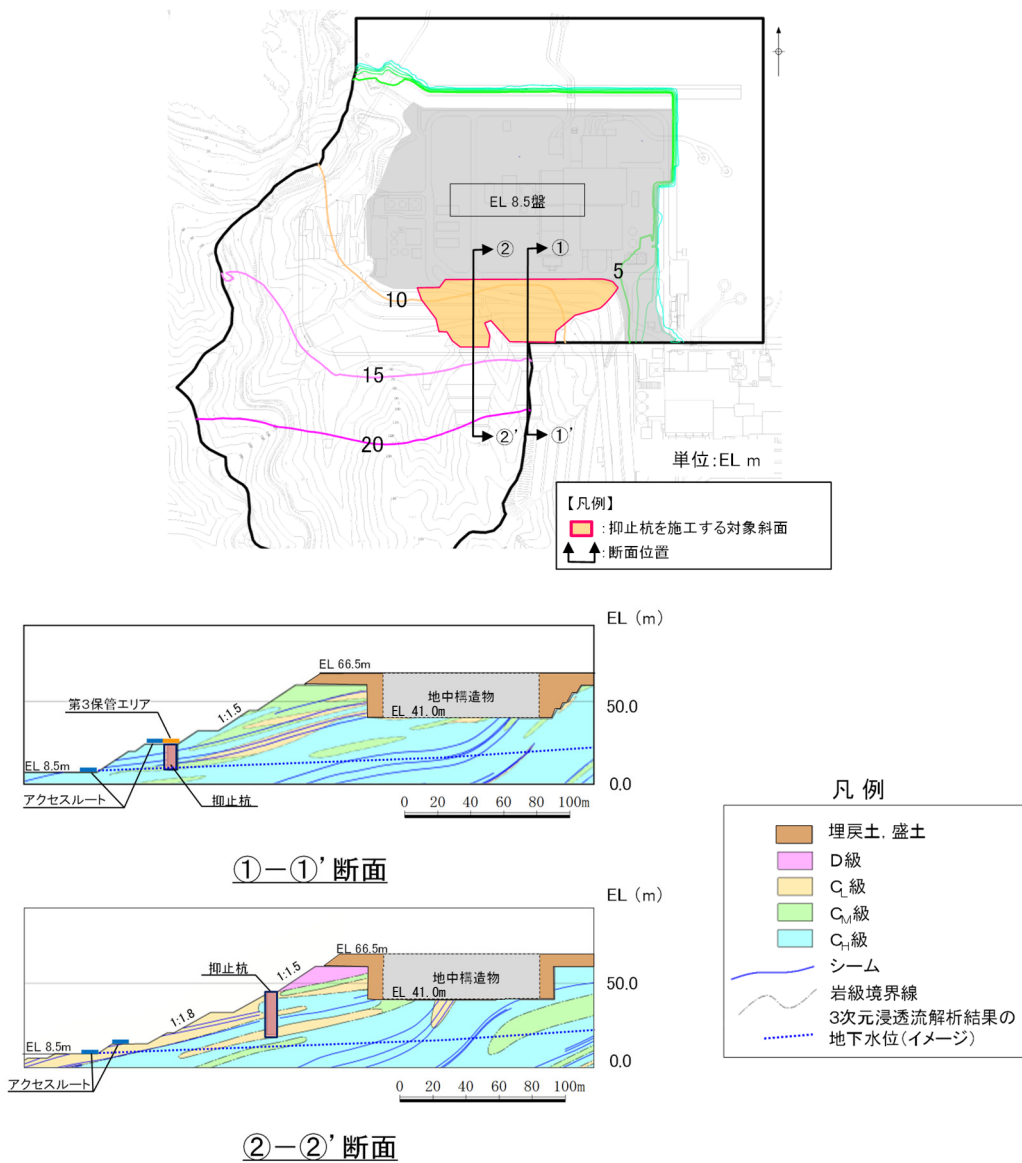 EL 8.5盤
② ①
5
10
15
20
②' ①'
単位:EL m
【凡例】
:抑止杭を施工する対象斜面
:断面位置
EL (m)
EL 66.5m
地中構造物
第3保管エリア
1:1.5
EL 41.0m
50.0
EL 8.5m
0.0
アクセスルート
抑止杭
0 20 40 60 80 100m
①-①'断面
EL (m)
EL 66.5m
抑止杭
1:1.5
地中構造物
EL 41.0m
50.0
1:1.8
EL 8.5m
0.0
アクセスルート
0 20 40 60 80 100m
②-②'断面
凡 例
埋戻土, 盛土
D級
CL級
CM級
CH級
シーム
岩級境界線
3次元浸透流解析結果の
地下水位(イメージ)